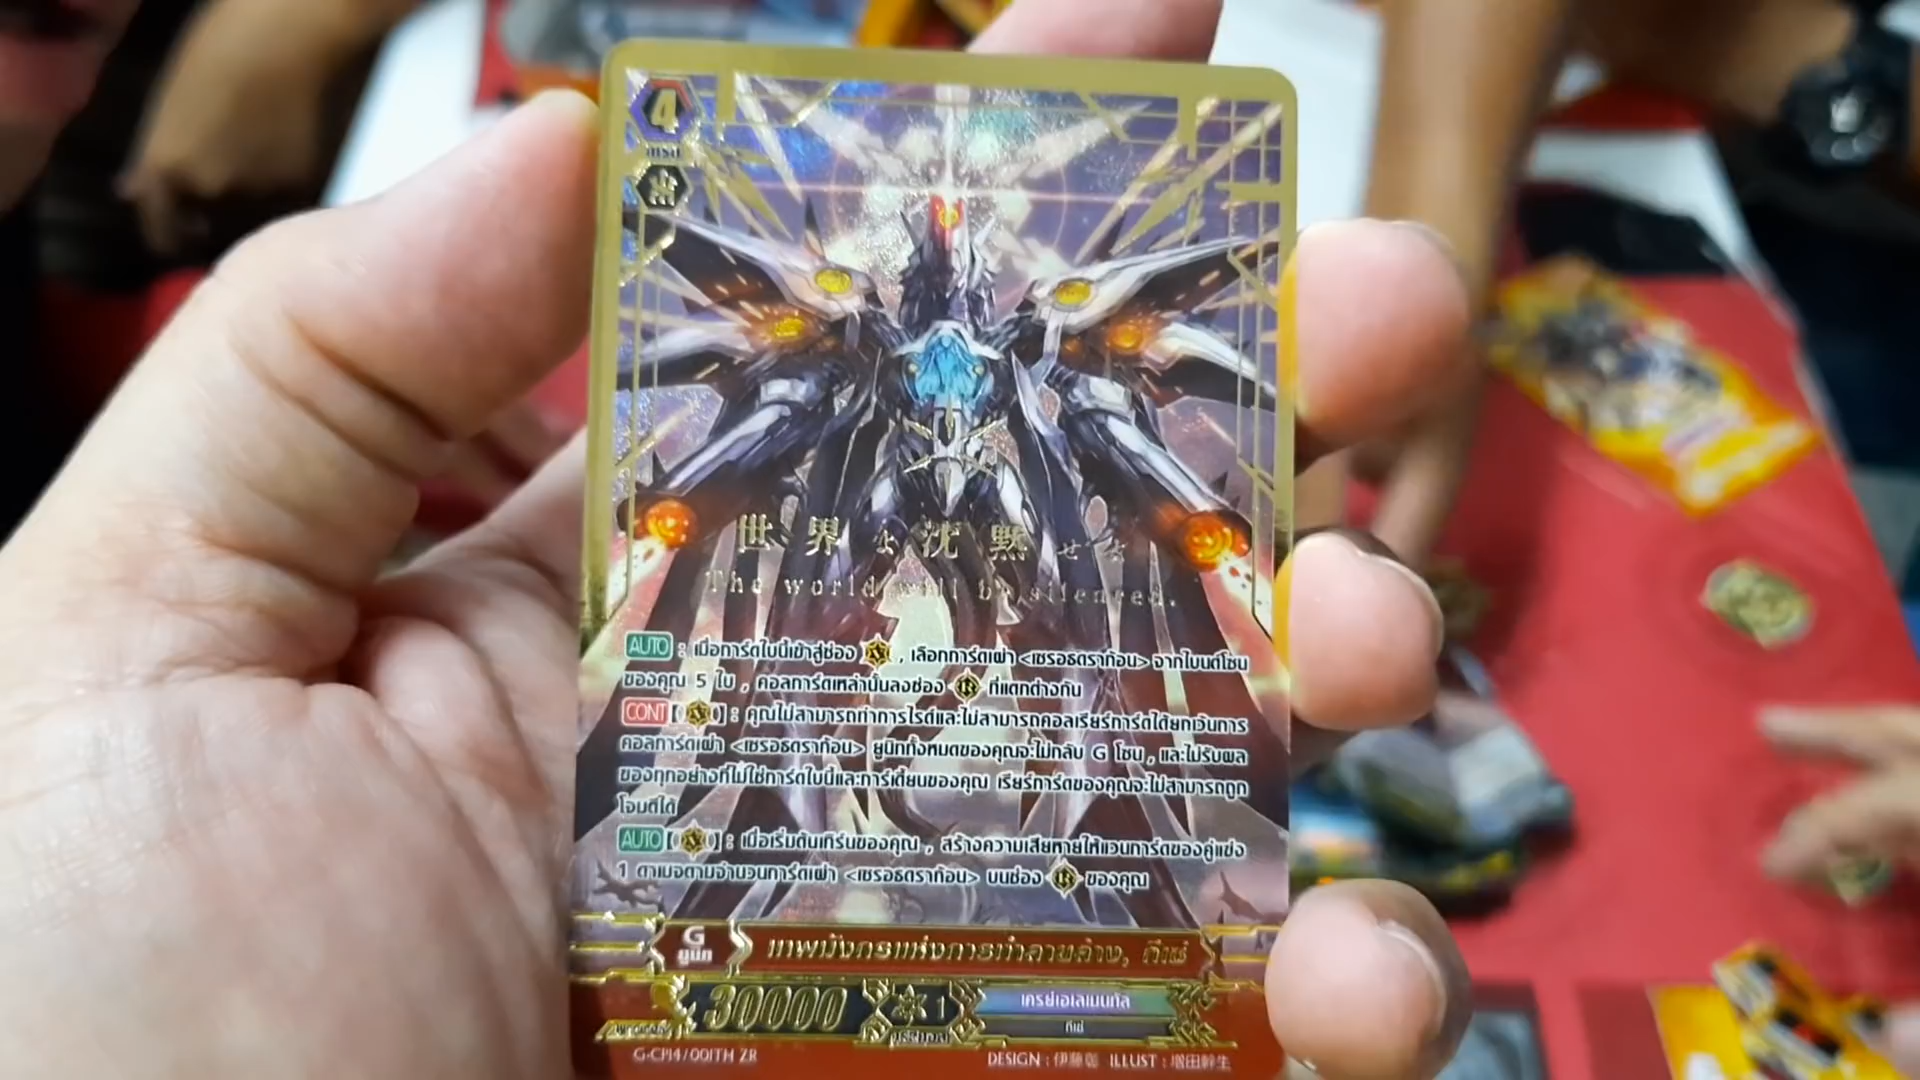 4
เกรด
世界よ沈黙せよ
The world will be silenced.
AUTO : เมื่อการ์ดใบนี้เข้าสู่ช่อง , เลือกการ์ดเผ่า <เซรอธดราก้อน> จากไบนด์โซน
ของคุณ 5 ใบ , คอลการ์ดเหล่านั้นลงช่อง R ที่แตกต่างกัน
CONT [(V)] : คุณไม่สามารถทำการไรด์และไม่สามารถคอลเรียร์การ์ดได้ยกเว้นการ
คอลการ์ดเผ่า <เซรอธดราก้อน> ยูนิททั้งหมดของคุณจะไม่กลับ G โซน , และไม่รับผล
ของทุกอย่างที่ไม่ใช่การ์ดใบนี้และการ์เดี้ยนของคุณ เรียร์การ์ดของคุณจะไม่สามารถถูก
โจมตีได้
AUTO [(V)] : เมื่อเริ่มต้นเทิร์นของคุณ , สร้างความเสียหายให้แวนการ์ดของคู่แข่ง
1 ดาเมจตามจำนวนการ์ดเผ่า <เซรอธดราก้อน> บนช่อง R ของคุณ
G
ยูนิท
เทพมังกรแห่งการทำลายล้าง, กีเซ่
30000
1
เครย์เอเลเมนทัล
กีเซ่
G-CP14/001TH ZR
DESIGN : 伊藤彰 ILLUST : 増田幹生